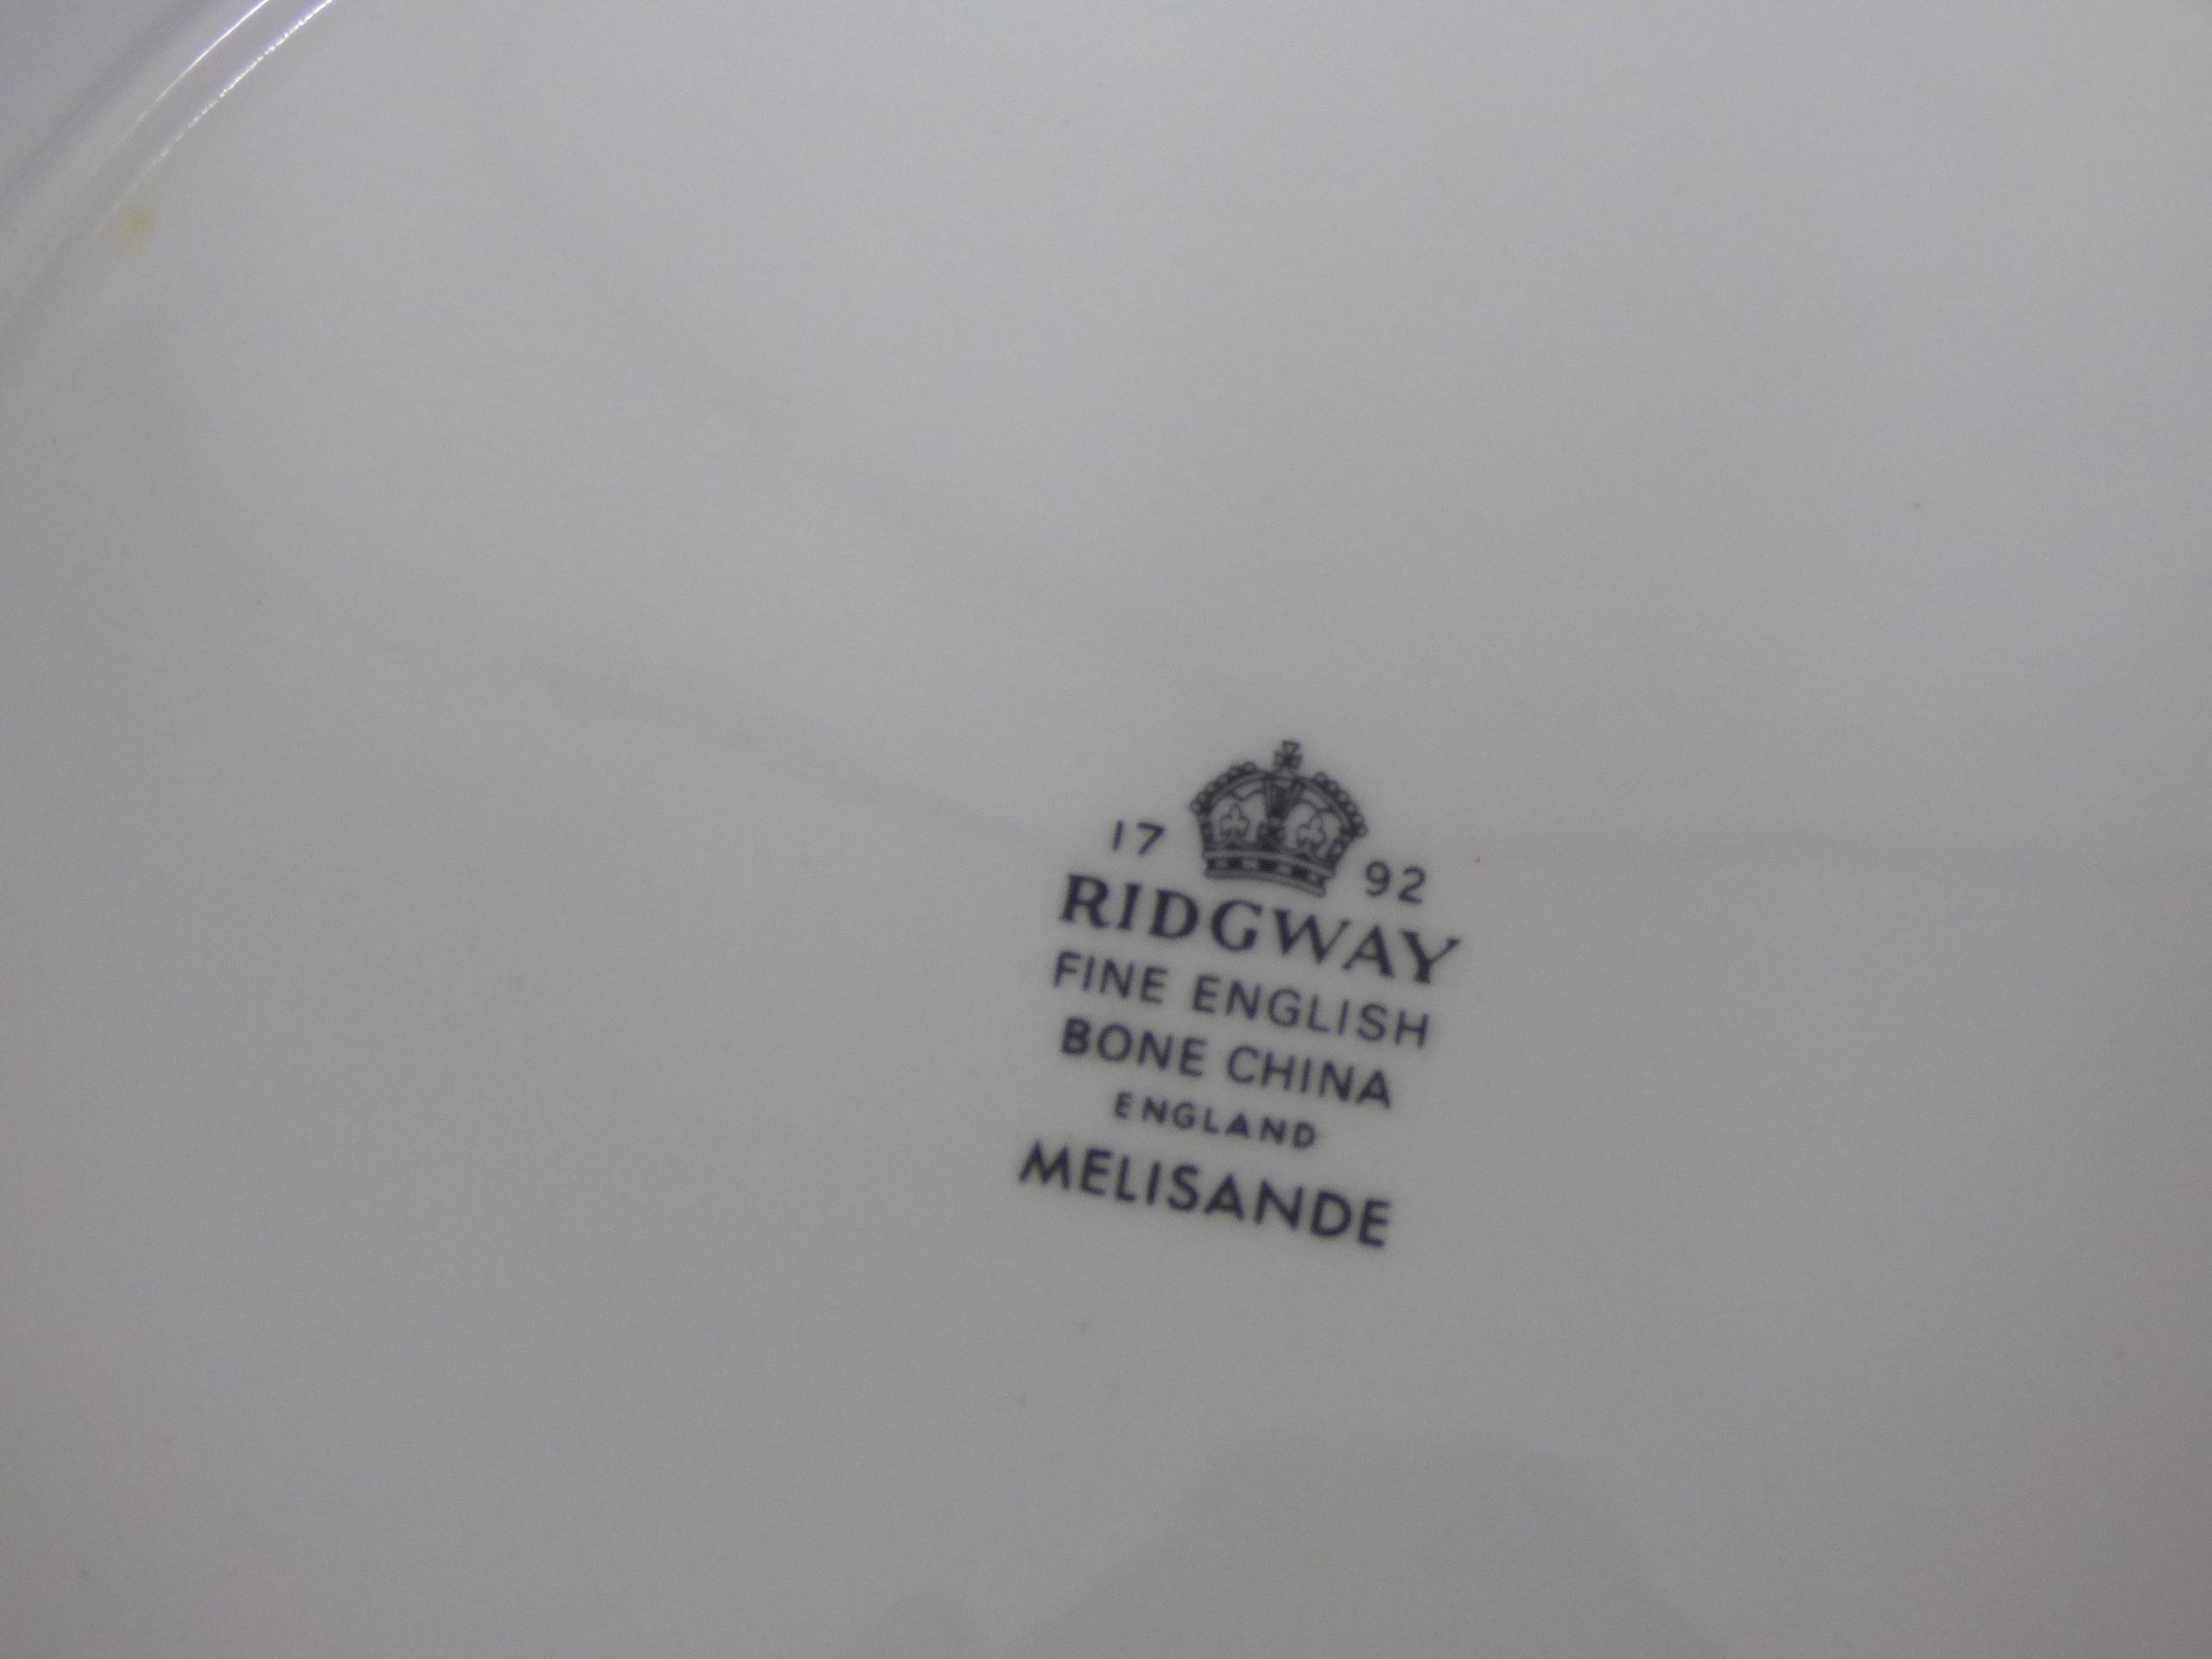 17 92
RIDGWAY
FINE ENGLISH
BONE CHINA
ENGLAND
MELISANDE